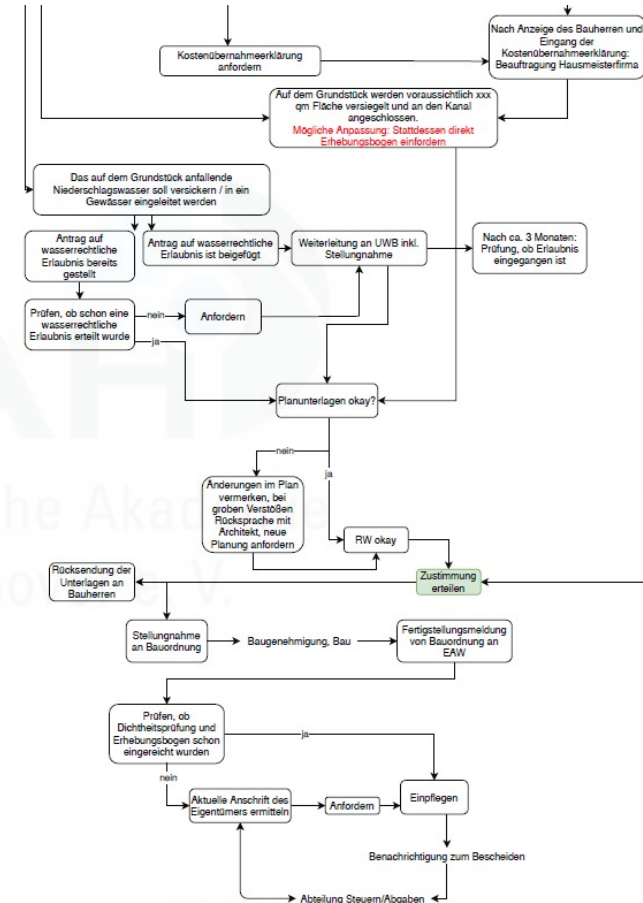 Kostenübernahmeerklärung
anfordern
Nach Anzeige des Bauherren und
Eingang der
Kostenübernahmeerklärung:
Beauftragung Hausmeisterfirma
Auf dem Grundstück werden voraussichtlich xxx
qm Fläche versiegelt und an den Kanal
angeschlossen.
Mögliche Anpassung: Stattdessen direkt
Erhebungsbogen einfordern
Das auf dem Grundstück anfallende
Niederschlagswasser soll versickern / in ein
Gewässer eingeleitet werden
Antrag auf
wasserrechtliche
Erlaubnis bereits
gestellt
Antrag auf wasserrechtliche
Erlaubnis ist beigefügt
Weiterleitung an UWB inkl.
Stellungnahme
Nach ca. 3 Monaten:
Prüfung, ob Erlaubnis
eingegangen ist
Prüfen, ob schon eine
wasserrechtliche
Erlaubnis erteilt wurde
nein
Anfordern
ja
Planunterlagen okay?
nein
ja
Änderungen im Plan
vermerken, bei
groben Verstößen
Rücksprache mit
Architekt, neue
Planung anfordern
RW okay
Rücksendung der
Unterlagen an
Bauherren
Zustimmung
erteilen
Stellungnahme
an Bauordnung
Baugenehmigung, Bau
Fertigstellungsmeldung
von Bauordnung an
EAW
Prüfen, ob
Dichtheitsprüfung und
Erhebungsbogen schon
eingereicht wurden
ja
nein
Aktuelle Anschrift des
Eigentümers ermitteln
Anfordern
Einpflegen
Benachrichtigung zum Bescheiden
Abteilung Steuern/Abgaben